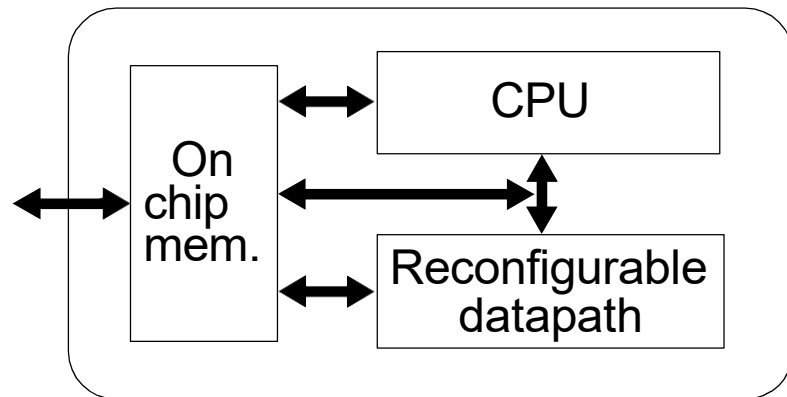 On
chip
mem.
CPU
Reconfigurable
datapath